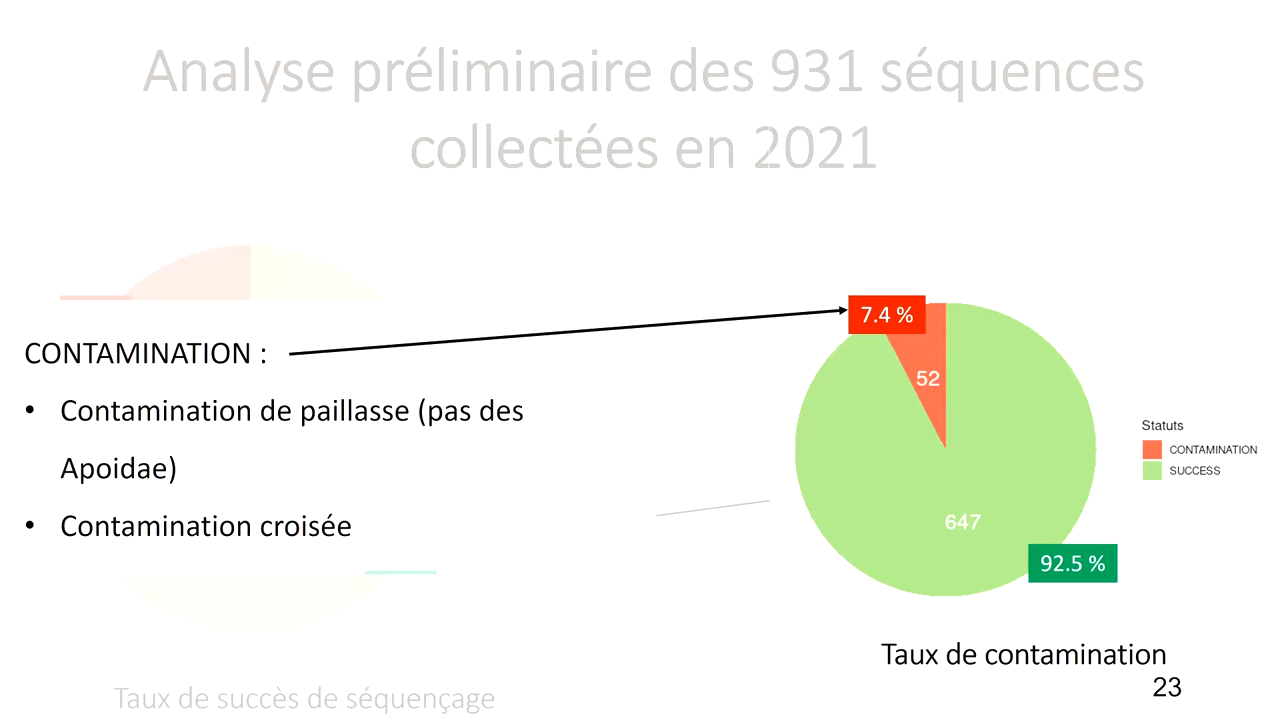 Analyse préliminaire des 931 séquences
collectées en 2021
CONTAMINATION :
• Contamination de paillasse (pas des
Apoidae)
• Contamination croisée
7.4 %
52
647
92.5 %
Statuts
CONTAMINATION
SUCCESS
Taux de contamination
23
Taux de succès de séquençage